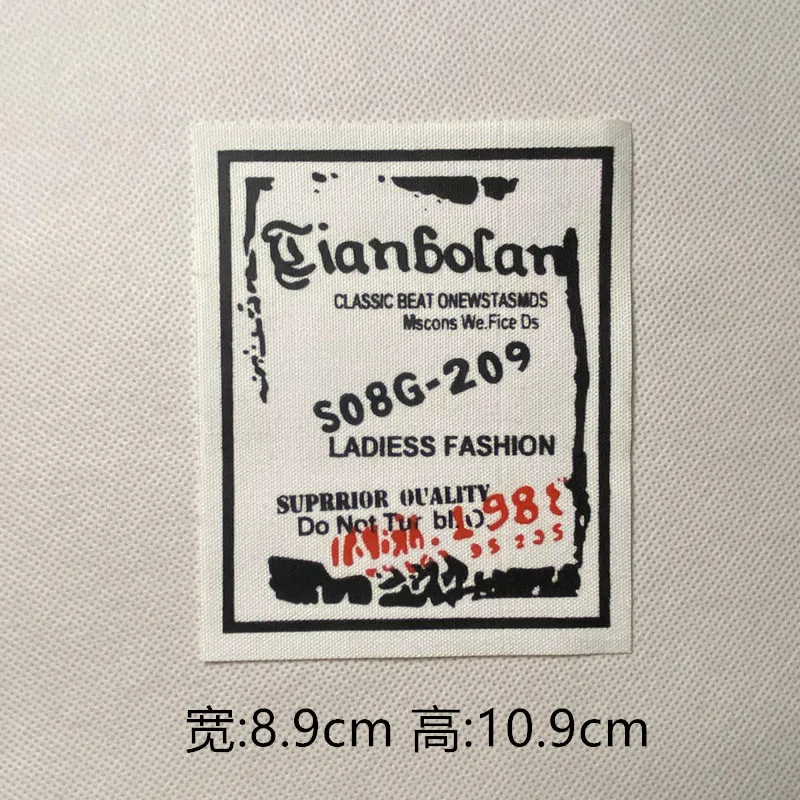 Tianbolan
CLASSIC BEAT ONEWSTASMDS
Mscons We.Fice Ds
S08G-209
LADIESS FASHION
SUPRRIOR QUALITY
Do Not Tur
198
宽:8.9cm 高:10.9cm